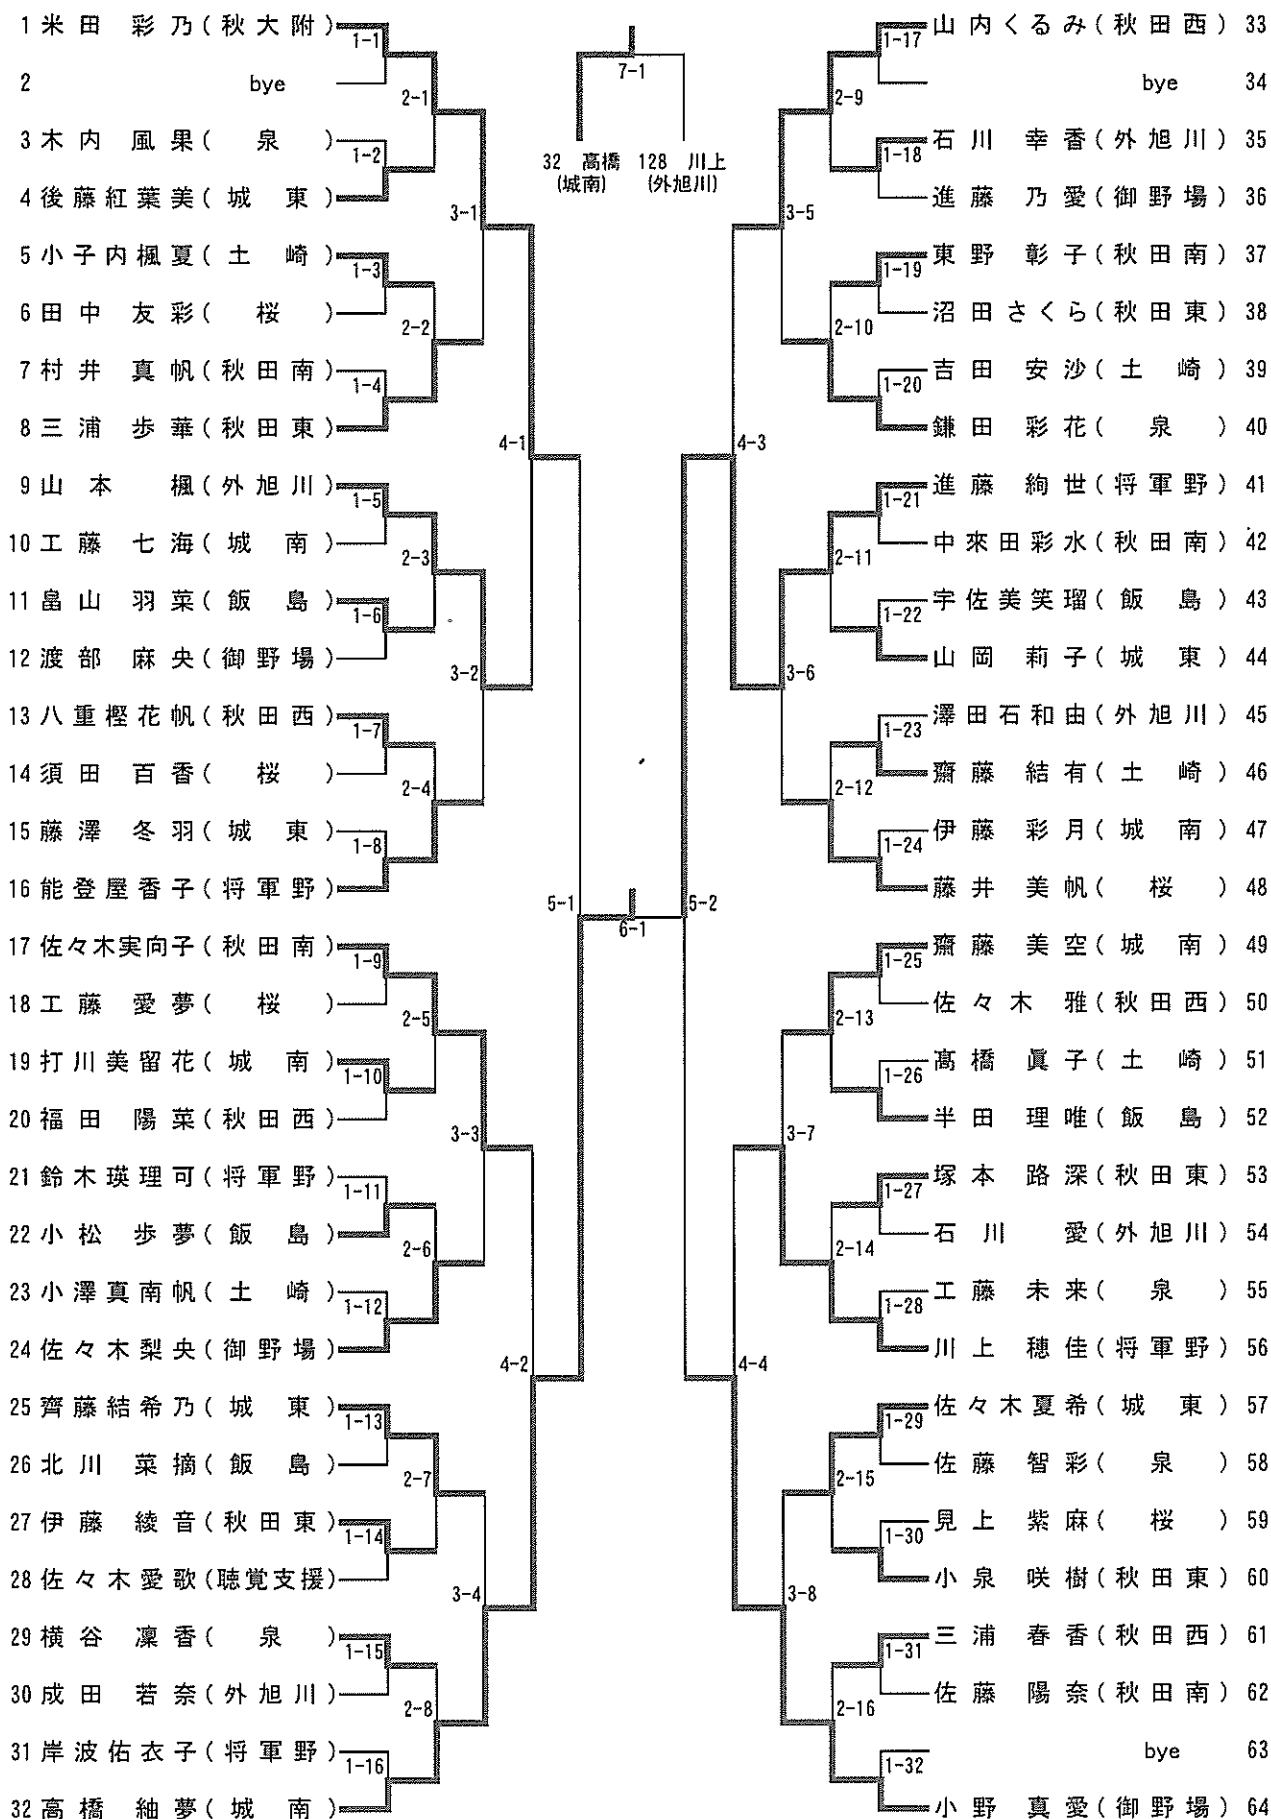 1 米田 彩乃(秋大附)
2 bye
3 木内 風果(泉)
4 後藤紅葉美(城東)
5 小子内楓夏(土崎)
6 田中 友彩(桜)
7 村井 真帆(秋田南)
8 三浦 歩華(秋田東)
9 山本 楓(外旭川)
10 工藤 七海(城南)
11 畠山 羽菜(飯島)
12 渡部 麻央(御野場)
13 八重樫花帆(秋田西)
14 須田 百香(桜)
15 藤澤 冬羽(城東)
16 能登屋香子(将軍野)
17 佐々木実向子(秋田南)
18 工藤 愛夢(桜)
19 打川美留花(城南)
20 福田 陽菜(秋田西)
21 鈴木瑛理可(将軍野)
22 小松 歩夢(飯島)
23 小澤真南帆(土崎)
24 佐々木梨央(御野場)
25 齊藤結希乃(城東)
26 北川 菜摘(飯島)
27 伊藤 綾音(秋田東)
28 佐々木愛歌(聴覚支援)
29 横谷 凜香(泉)
30 成田 若奈(外旭川)
31 岸波佑衣子(将軍野)
32 高橋 紬夢(城南)
1-1
1-2
1-3
1-4
1-5
1-6
1-7
1-8
1-9
1-10
1-11
1-12
1-13
1-14
1-15
1-16
2-1
2-2
2-3
2-4
2-5
2-6
2-7
2-8
3-1
3-2
3-3
3-4
4-1
4-2
5-1
7-1
32 高橋 128 川上
(城南) (外旭川)
6-1
5-2
4-3
4-4
3-5
3-6
3-7
3-8
2-9
2-10
2-11
2-12
2-13
2-14
2-15
2-16
1-17
1-18
1-19
1-20
1-21
1-22
1-23
1-24
1-25
1-26
1-27
1-28
1-29
1-30
1-31
1-32
山内くるみ(秋田西) 33
bye 34
石川 幸香(外旭川) 35
進藤 乃愛(御野場) 36
東野 彰子(秋田南) 37
沼田さくら(秋田東) 38
吉田 安沙(土崎) 39
鎌田 彩花(泉) 40
進藤 絢世(将軍野) 41
中來田彩水(秋田南) 42
宇佐美笑瑠(飯島) 43
山岡 莉子(城東) 44
澤田石和由(外旭川) 45
齋藤 結有(土崎) 46
伊藤 彩月(城南) 47
藤井 美帆(桜) 48
齋藤 美空(城南) 49
佐々木 雅(秋田西) 50
髙橋 眞子(土崎) 51
半田 理唯(飯島) 52
塚本 路深(秋田東) 53
石川 愛(外旭川) 54
工藤 未来(泉) 55
川上 穂佳(将軍野) 56
佐々木夏希(城東) 57
佐藤 智彩(泉) 58
見上 紫麻(桜) 59
小泉 咲樹(秋田東) 60
三浦 春香(秋田西) 61
佐藤 陽奈(秋田南) 62
bye 63
小野 真愛(御野場) 64